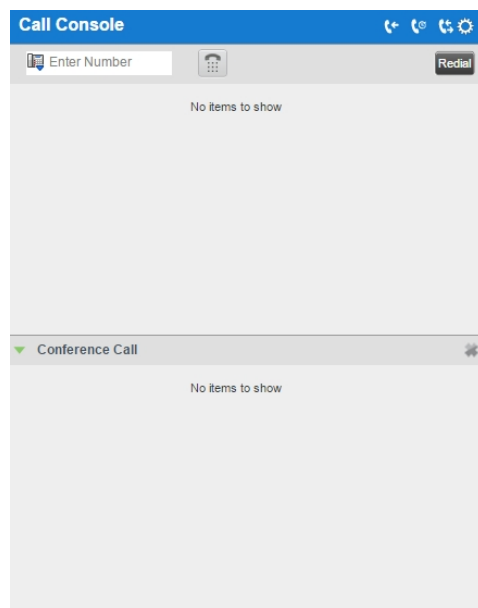 Call Console
Enter Number
Redial
No items to show
Conference Call
No items to show